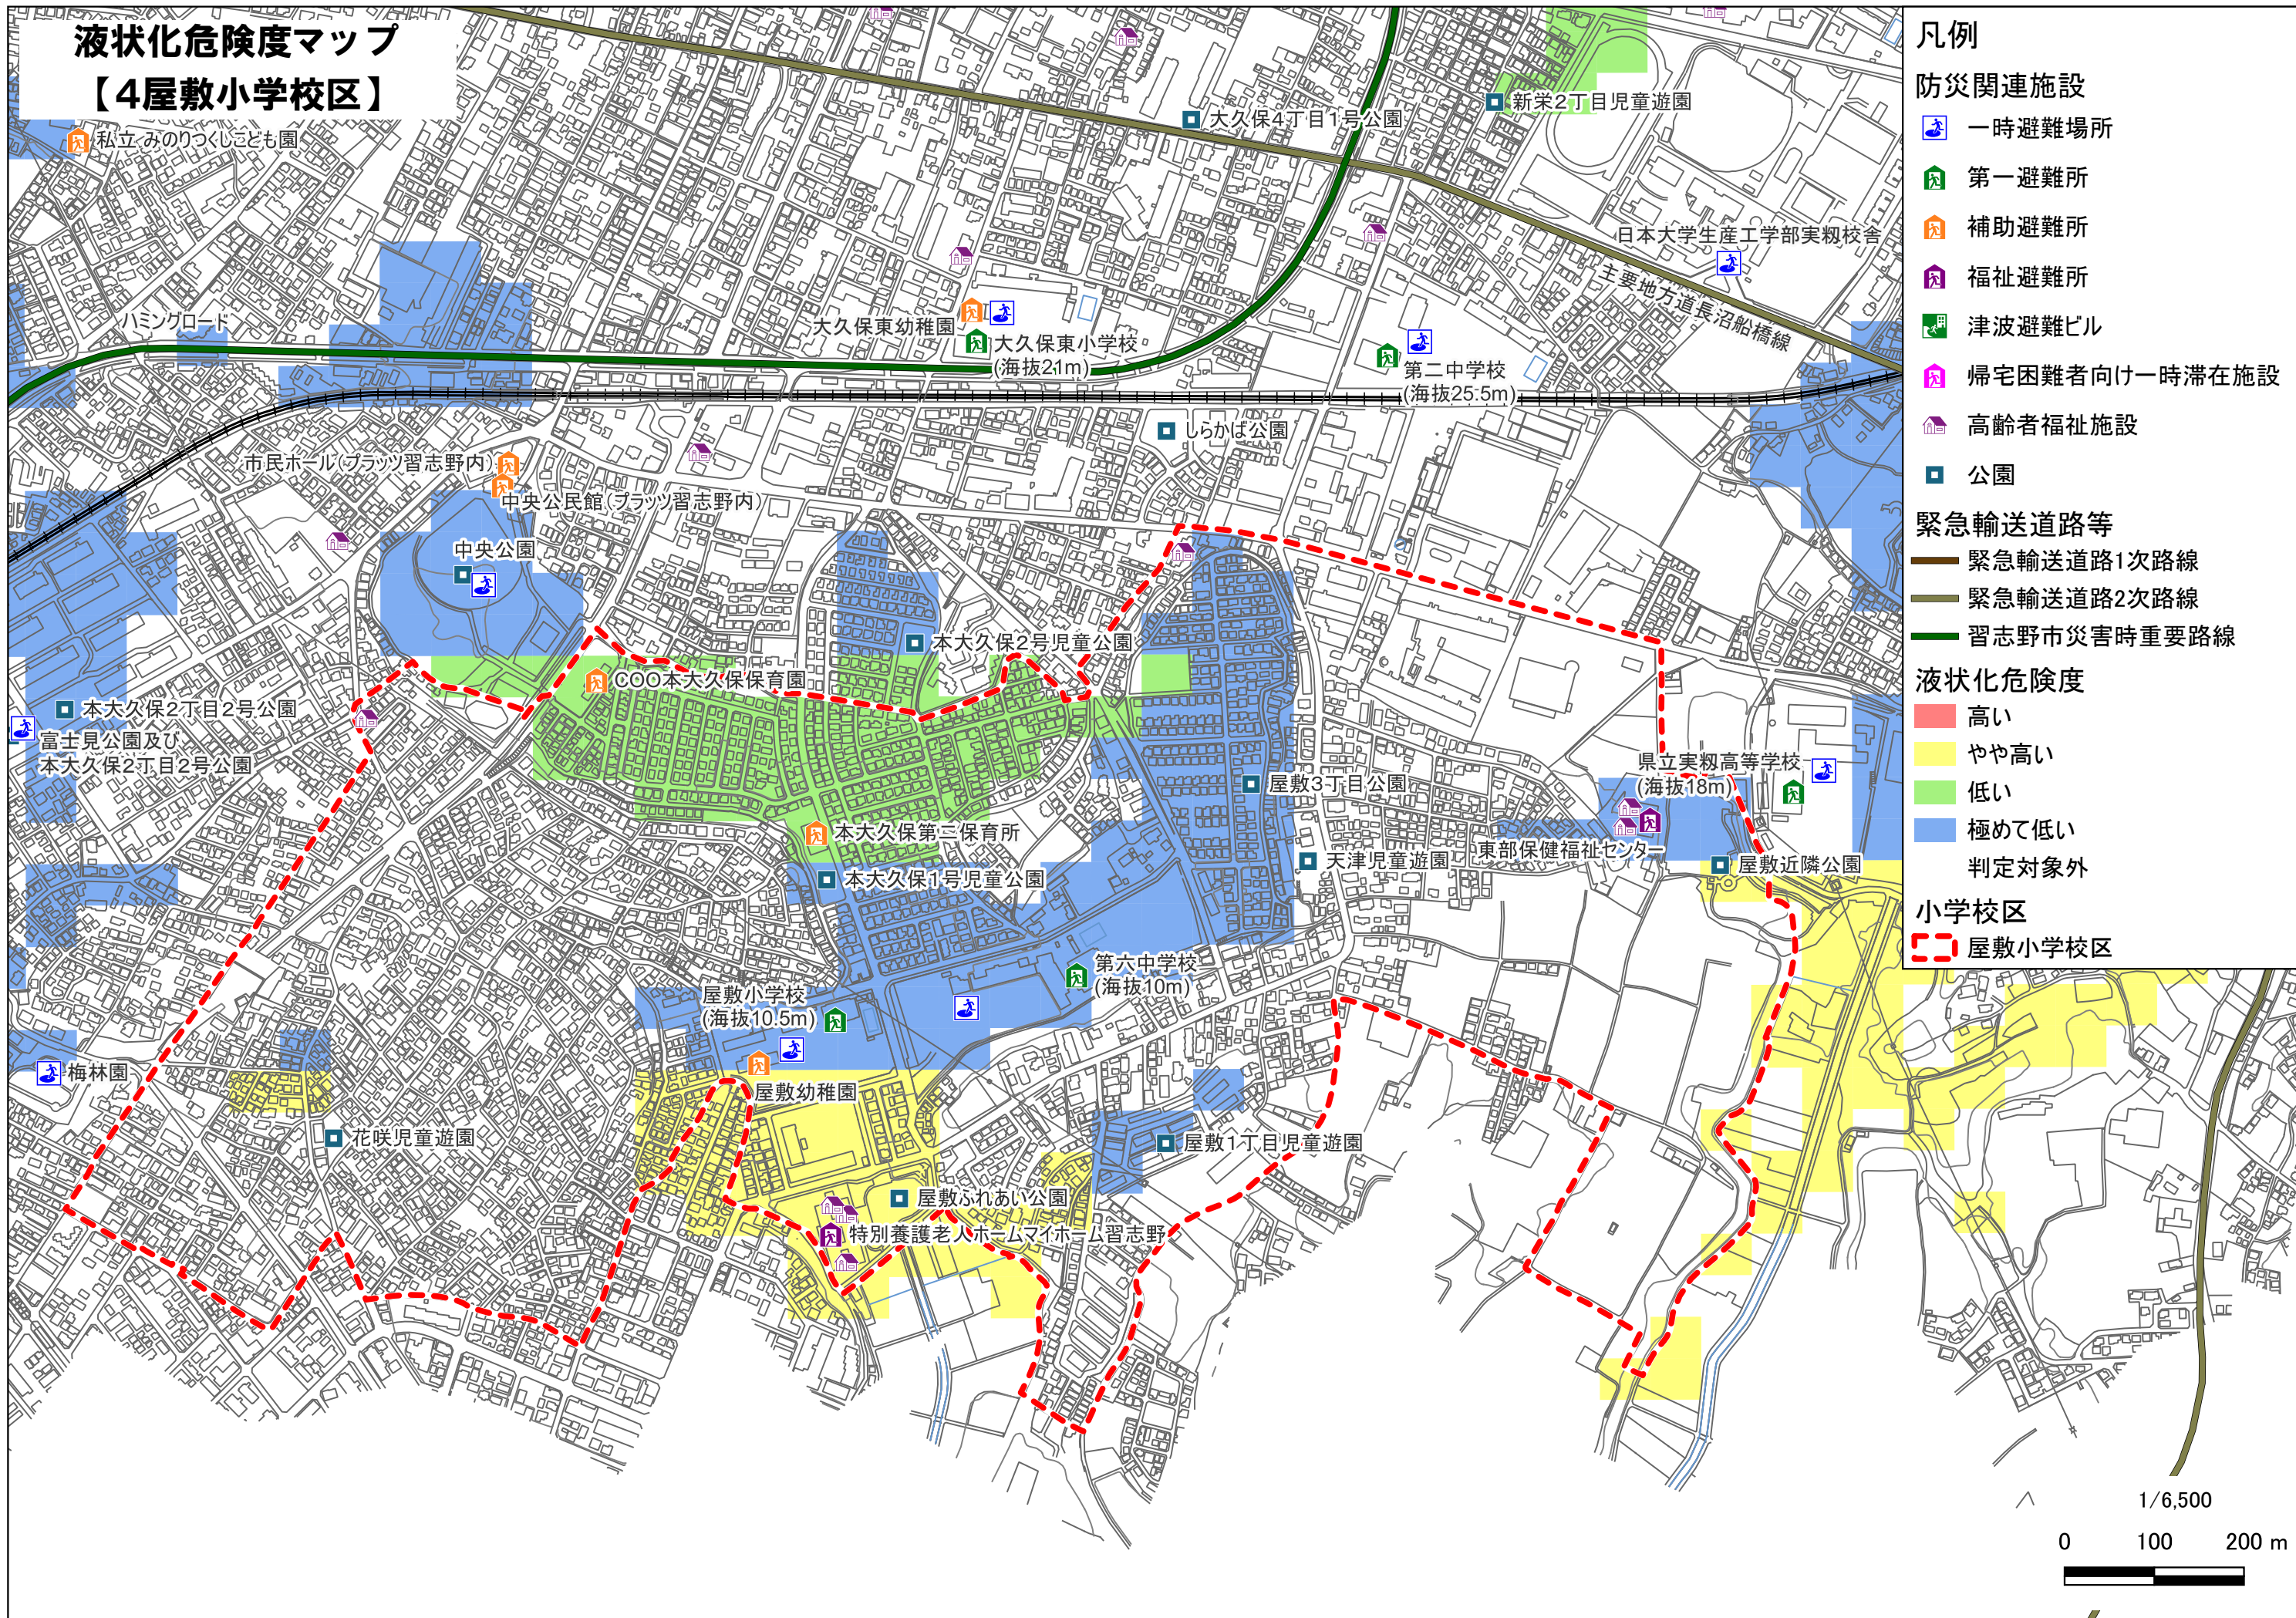 液状化危険度マップ
【４屋敷小学校区】
私立 みのりつくしこども園
大久保4丁目1号公園
新栄2丁目児童遊園
日本大学生産工学部実籾校舎
主要地方道長沼船橋線
ハミングロード
大久保東幼稚園
大久保東小学校
(海抜21m)
第二中学校
(海抜25.5m)
しらかば公園
市民ホール(プラッツ習志野内)
中央公民館(プラッツ習志野内)
中央公園
本大久保2号児童公園
COO本大久保保育園
本大久保2丁目2号公園
富士見公園及び
本大久保2丁目2号公園
県立実籾高等学校
(海抜18m)
屋敷3丁目公園
本大久保第二保育所
天津児童遊園
東部保健福祉センター
屋敷近隣公園
本大久保1号児童公園
第六中学校
(海抜10m)
屋敷小学校
(海抜10.5m)
梅林園
屋敷幼稚園
花咲児童遊園
屋敷1丁目児童遊園
屋敷ふれあい公園
特別養護老人ホームマイホーム習志野
凡例
防災関連施設
一時避難場所
第一避難所
補助避難所
福祉避難所
津波避難ビル
帰宅困難者向け一時滞在施設
高齢者福祉施設
公園
緊急輸送道路等
緊急輸送道路1次路線
緊急輸送道路2次路線
習志野市災害時重要路線
液状化危険度
高い
やや高い
低い
極めて低い
判定対象外
小学校区
屋敷小学校区
1/6,500
0 100 200 m